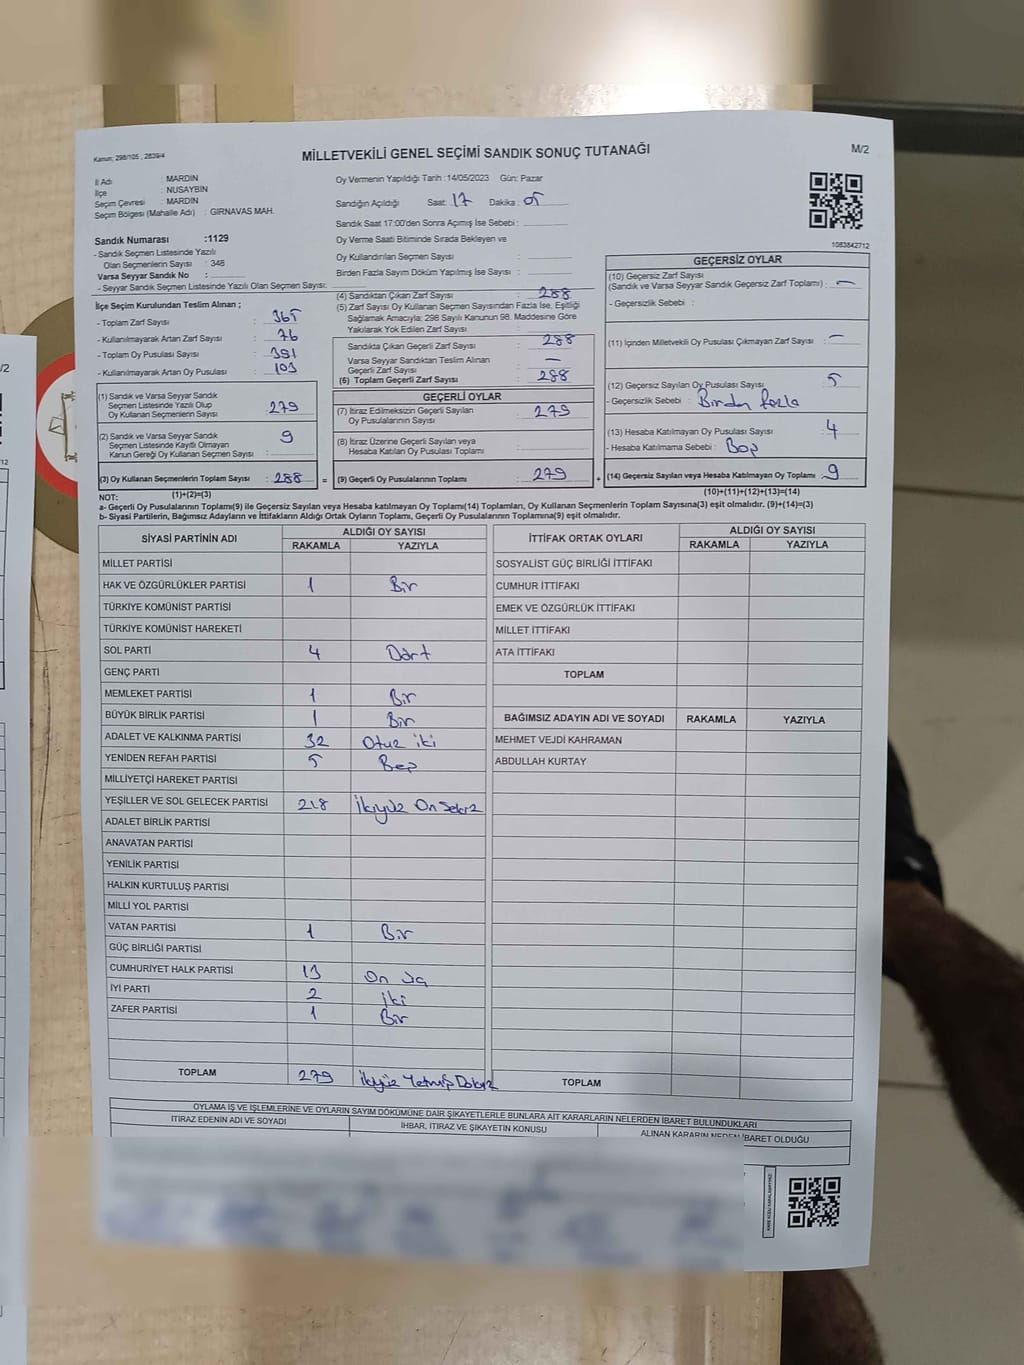 Kanun; 298/105 , 2839/4
MİLLETVEKİLİ GENEL SEÇİMİ SANDIK SONUÇ TUTANAĞI
M/2
İl Adı : MARDİN
İlçe : NUSAYBİN
Seçim Çevresi : MARDİN
Seçim Bölgesi (Mahalle Adı) : GIRNAVAS MAH.
Sandık Numarası :1129
- Sandık Seçmen Listesinde Yazılı
Olan Seçmenlerin Sayısı : 348
Varsa Seyyar Sandık No :
- Seyyar Sandık Seçmen Listesinde Yazılı Olan Seçmen Sayısı:
Oy Vermenin Yapıldığı Tarih :14/05/2023 Gün: Pazar
Sandığın Açıldığı Saat: 17 Dakika : 05
Sandık Saat 17:00'den Sonra Açımış İse Sebebi :
Oy Verme Saati Bitiminde Sırada Bekleyen ve
Oy Kullandırılan Seçmen Sayısı :
Birden Fazla Sayım Döküm Yapılmış İse Sayısı :
1083842712
İlçe Seçim Kurulundan Teslim Alınan ;
- Toplam Zarf Sayısı : 365
- Kullanılmayarak Artan Zarf Sayısı : 76
- Toplam Oy Pusulası Sayısı : 391
- Kullanılmayarak Artan Oy Pusulası : 103
(1) Sandık ve Varsa Seyyar Sandık
Seçmen Listesinde Yazılı Olup
Oy Kullanan Seçmenlerin Sayısı : 279
(2) Sandık ve Varsa Seyyar Sandık
Seçmen Listesinde Kayıtlı Olmayan
Kanun Gereği Oy Kullanan Seçmen Sayısı : 9
(3) Oy Kullanan Seçmenlerin Toplam Sayısı : 288 =
(1)+(2)=(3)
(4) Sandıktan Çıkan Zarf Sayısı : 288
(5) Zarf Sayısı Oy Kullanan Seçmen Sayısından Fazla İse, Eşitliği
Sağlamak Amacıyla; 298 Sayılı Kanunun 98. Maddesine Göre
Yakılarak Yok Edilen Zarf Sayısı :
Sandıkta Çıkan Geçerli Zarf Sayısı : 288
Varsa Seyyar Sandıktan Teslim Alınan
Geçerli Zarf Sayısı : —
(6) Toplam Geçerli Zarf Sayısı : 288
GEÇERLİ OYLAR
(7) İtiraz Edilmeksizin Geçerli Sayılan
Oy Pusulalarının Sayısı : 279
(8) İtiraz Üzerine Geçerli Sayılan veya
Hesaba Katılan Oy Pusulası Toplamı :
(9) Geçerli Oy Pusulalarının Toplamı : 279 +
GEÇERSİZ OYLAR
(10) Geçersiz Zarf Sayısı
(Sandık ve Varsa Seyyar Sandık Geçersiz Zarf Toplamı) : —
- Geçersizlik Sebebi :
(11) İçinden Milletvekili Oy Pusulası Çıkmayan Zarf Sayısı : —
(12) Geçersiz Sayılan Oy Pusulası Sayısı : 5
- Geçersizlik Sebebi : Birden fazla
(13) Hesaba Katılmayan Oy Pusulası Sayısı : 4
- Hesaba Katılmama Sebebi : Boş
(14) Geçersiz Sayılan veya Hesaba Katılmayan Oy Toplamı : 9
(10)+(11)+(12)+(13)=(14)
NOT:
a- Geçerli Oy Pusulalarının Toplamı(9) ile Geçersiz Sayılan veya Hesaba katılmayan Oy Toplamı(14) Toplamları, Oy Kullanan Seçmenlerin Toplam Sayısına(3) eşit olmalıdır. (9)+(14)=(3)
b- Siyasi Partilerin, Bağımsız Adayların ve İttifakların Aldığı Ortak Oyların Toplamı, Geçerli Oy Pusulalarının Toplamına(9) eşit olmalıdır.
SİYASİ PARTİNİN ADI ALDIĞI OY SAYISI
RAKAMLA YAZIYLA
MİLLET PARTİSİ
HAK VE ÖZGÜRLÜKLER PARTİSİ 1 Bir
TÜRKİYE KOMÜNİST PARTİSİ
TÜRKİYE KOMÜNİST HAREKETİ
SOL PARTİ 4 Dört
GENÇ PARTİ
MEMLEKET PARTİSİ 1 Bir
BÜYÜK BİRLİK PARTİSİ 1 Bir
ADALET VE KALKINMA PARTİSİ 32 Otuz iki
YENİDEN REFAH PARTİSİ 5 Beş
MİLLİYETÇİ HAREKET PARTİSİ
YEŞİLLER VE SOL GELECEK PARTİSİ 218 İkiyüz On Sekiz
ADALET BİRLİK PARTİSİ
ANAVATAN PARTİSİ
YENİLİK PARTİSİ
HALKIN KURTULUŞ PARTİSİ
MİLLİ YOL PARTİSİ
VATAN PARTİSİ 1 Bir
GÜÇ BİRLİĞİ PARTİSİ
CUMHURİYET HALK PARTİSİ 13 On üç
İYİ PARTİ 2 iki
ZAFER PARTİSİ 1 Bir
TOPLAM 279 ikiyüz Yetmiş Dokuz
İTTİFAK ORTAK OYLARI ALDIĞI OY SAYISI
RAKAMLA YAZIYLA
SOSYALİST GÜÇ BİRLİĞİ İTTİFAKI
CUMHUR İTTİFAKI
EMEK VE ÖZGÜRLÜK İTTİFAKI
MİLLET İTTİFAKI
ATA İTTİFAKI
TOPLAM
BAĞIMSIZ ADAYIN ADI VE SOYADI RAKAMLA YAZIYLA
MEHMET VEJDİ KAHRAMAN
ABDULLAH KURTAY
TOPLAM
OYLAMA İŞ VE İŞLEMLERİNE VE OYLARIN SAYIM DÖKÜMÜNE DAİR ŞİKAYETLERLE BUNLARA AİT KARARLARIN NELERDEN İBARET BULUNDUKLARI
İTİRAZ EDENİN ADI VE SOYADI İHBAR, İTİRAZ VE ŞİKAYETİN KONUSU ALINAN KARARIN NEDEN İBARET OLDUĞU